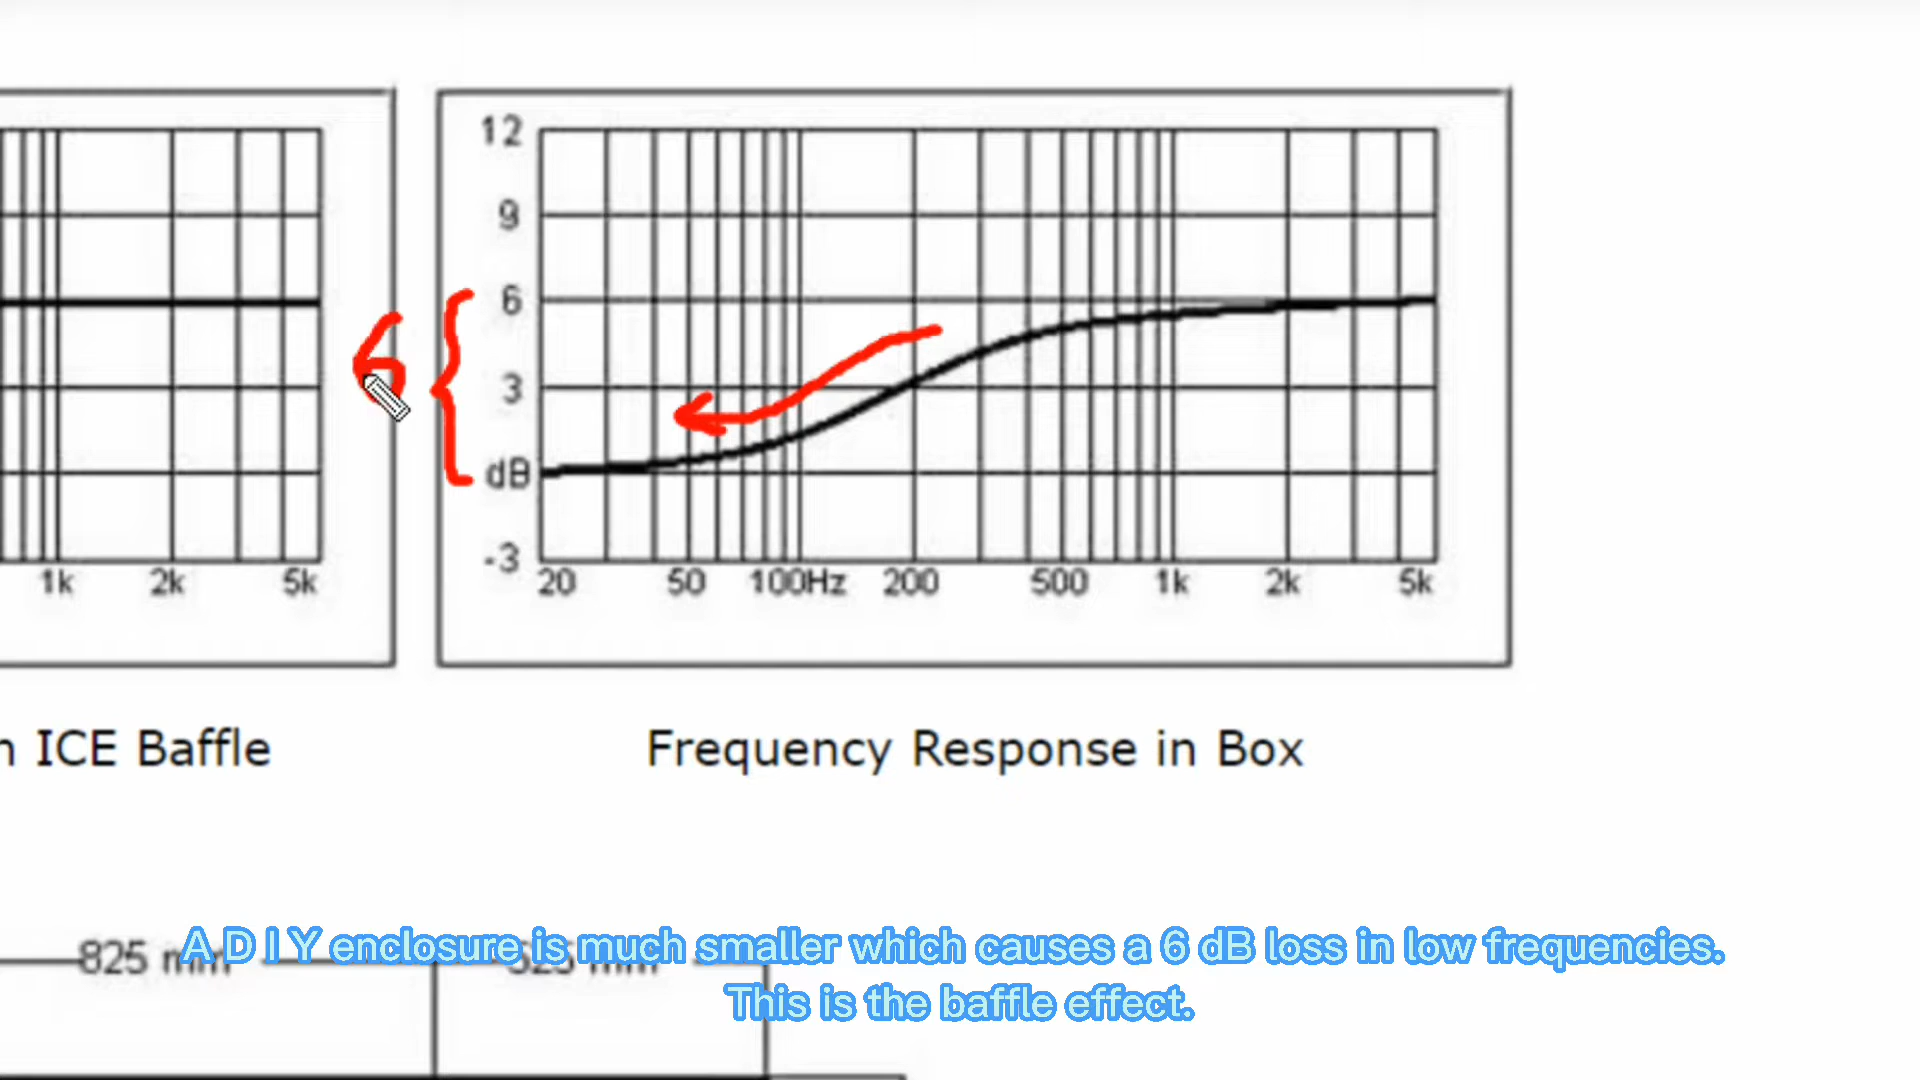 12
9
6
6
3
dB
-3
1k 2k 5k
20 50 100Hz 200 500 1k 2k 5k
ICE Baffle
Frequency Response in Box
825 mm
A D I Y enclosure is much smaller which causes a 6 dB loss in low frequencies.
This is the baffle effect.